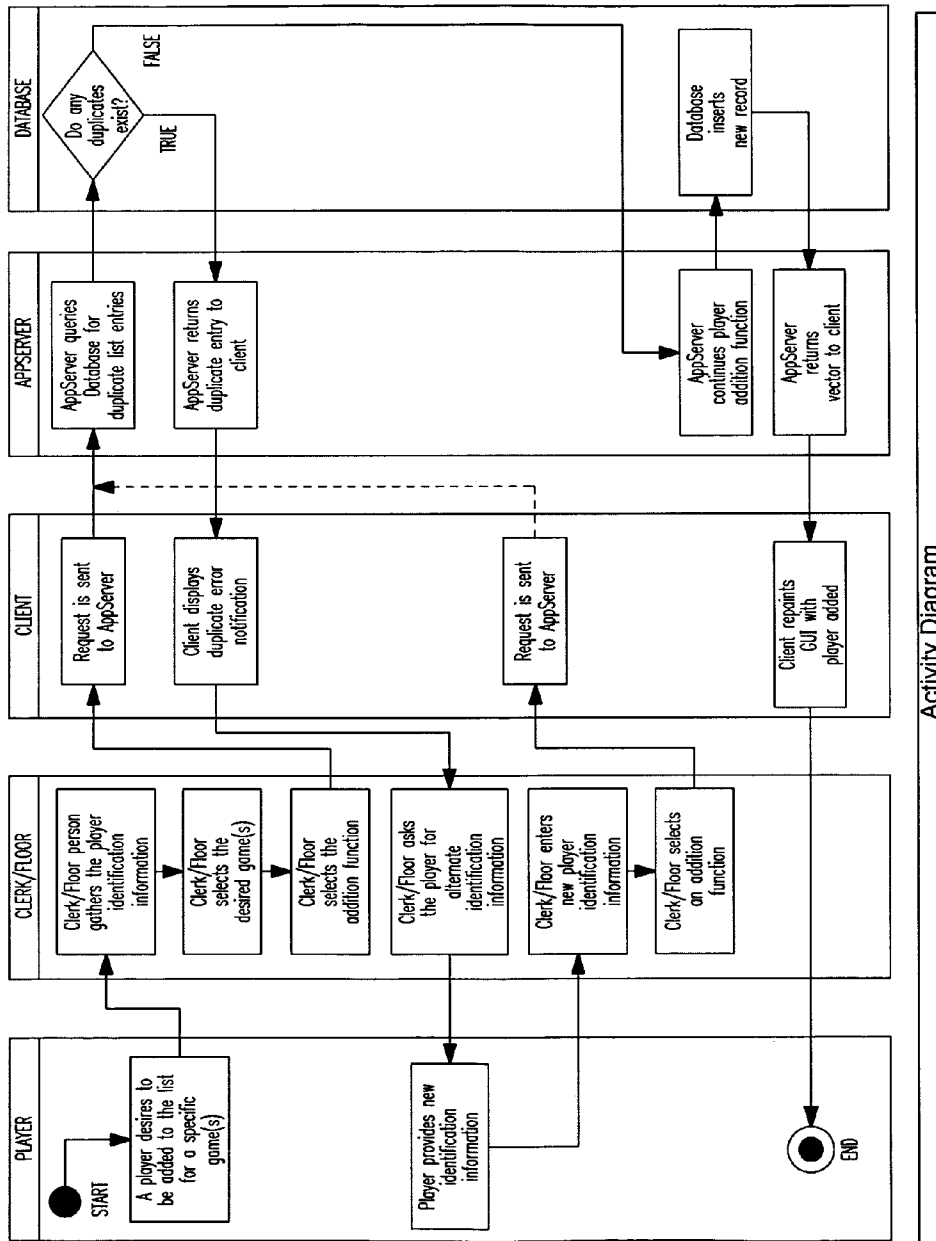 PLAYER
START
A player desires to
be added to the list
for a specific
game(s)
Player provides new
identification
information
END
CLERK/FLOOR
Clerk/Floor person
gathers the player
identification
information
Clerk/Floor
selects the
desired game(s)
Clerk/Floor
selects the
addition function
Clerk/Floor asks
the player for
alternate
identification
information
Clerk/Floor enters
new player
identification
information
Clerk/Floor selects
an addition
function
CLIENT
Request is sent
to AppServer
Client displays
duplicate error
notification
Request is sent
to AppServer
Client repaints
GUI with
player added
APPSERVER
AppServer queries
Database for
duplicate list entries
AppServer returns
duplicate entry to
client
AppServer
continues player
addition function
AppServer
returns
vector to client
DATABASE
Do any
duplicates
exist?
TRUE
FALSE
Database
inserts
new record
Activity Diagram